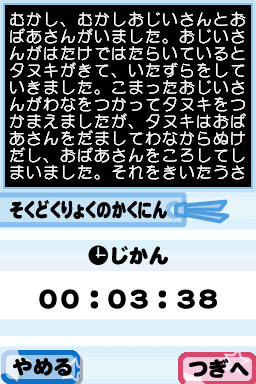 むかし、むかしおじいさんとお
ばあさんがいました。おじいさ
んがはたけではたらいていると
タヌキがきて、いたずらをして
いきました。こまったおじいさ
んがわなをつかってタヌキをつ
かまえましたが、タヌキはおば
あさんをだましてわなからぬけ
だし、おばあさんをころしてし
まいました。それをきいたうさ
そくどくりょくのかくにん
じかん
00:03:38
やめる
つぎへ